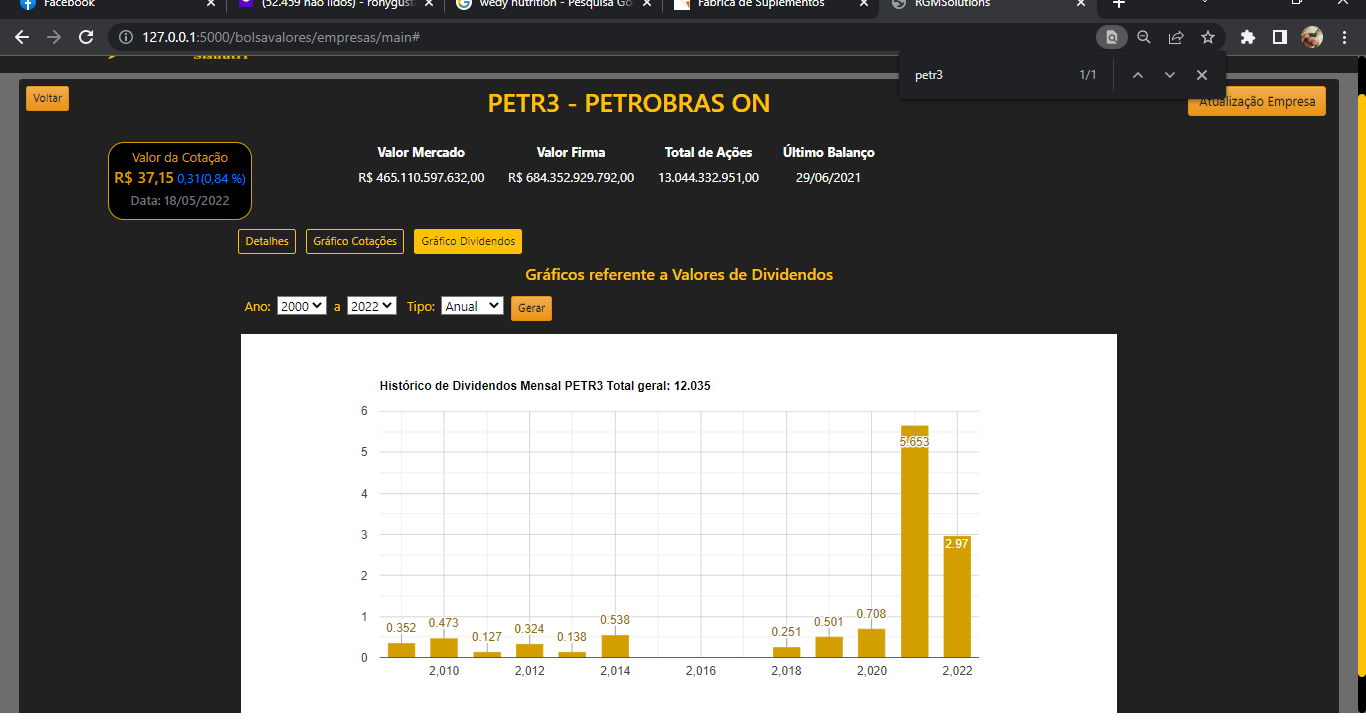 Facebook
(52.459 não lidos) - ronygust
wedy nutrition - Pesquisa Go
Fábrica de Suplementos
RGMSolutions
127.0.0.1:5000/bolsavalores/empresas/main#
petr3
1/1
Voltar
PETR3 - PETROBRAS ON
Atualização Empresa
Valor da Cotação
R$ 37,15 0,31(0,84 %)
Data: 18/05/2022
Valor Mercado Valor Firma Total de Ações Último Balanço
R$ 465.110.597.632,00 R$ 684.352.929.792,00 13.044.332.951,00 29/06/2021
Detalhes Gráfico Cotações Gráfico Dividendos
Gráficos referente a Valores de Dividendos
Ano: 2000 a 2022 Tipo: Anual Gerar
Histórico de Dividendos Mensal PETR3 Total geral: 12.035
6
5
4
3
2
1
0
0.352
0.473
0.127
0.324
0.138
0.538
0.251
0.501
0.708
5.653
2.97
2,010 2,012 2,014 2,016 2,018 2,020 2,022